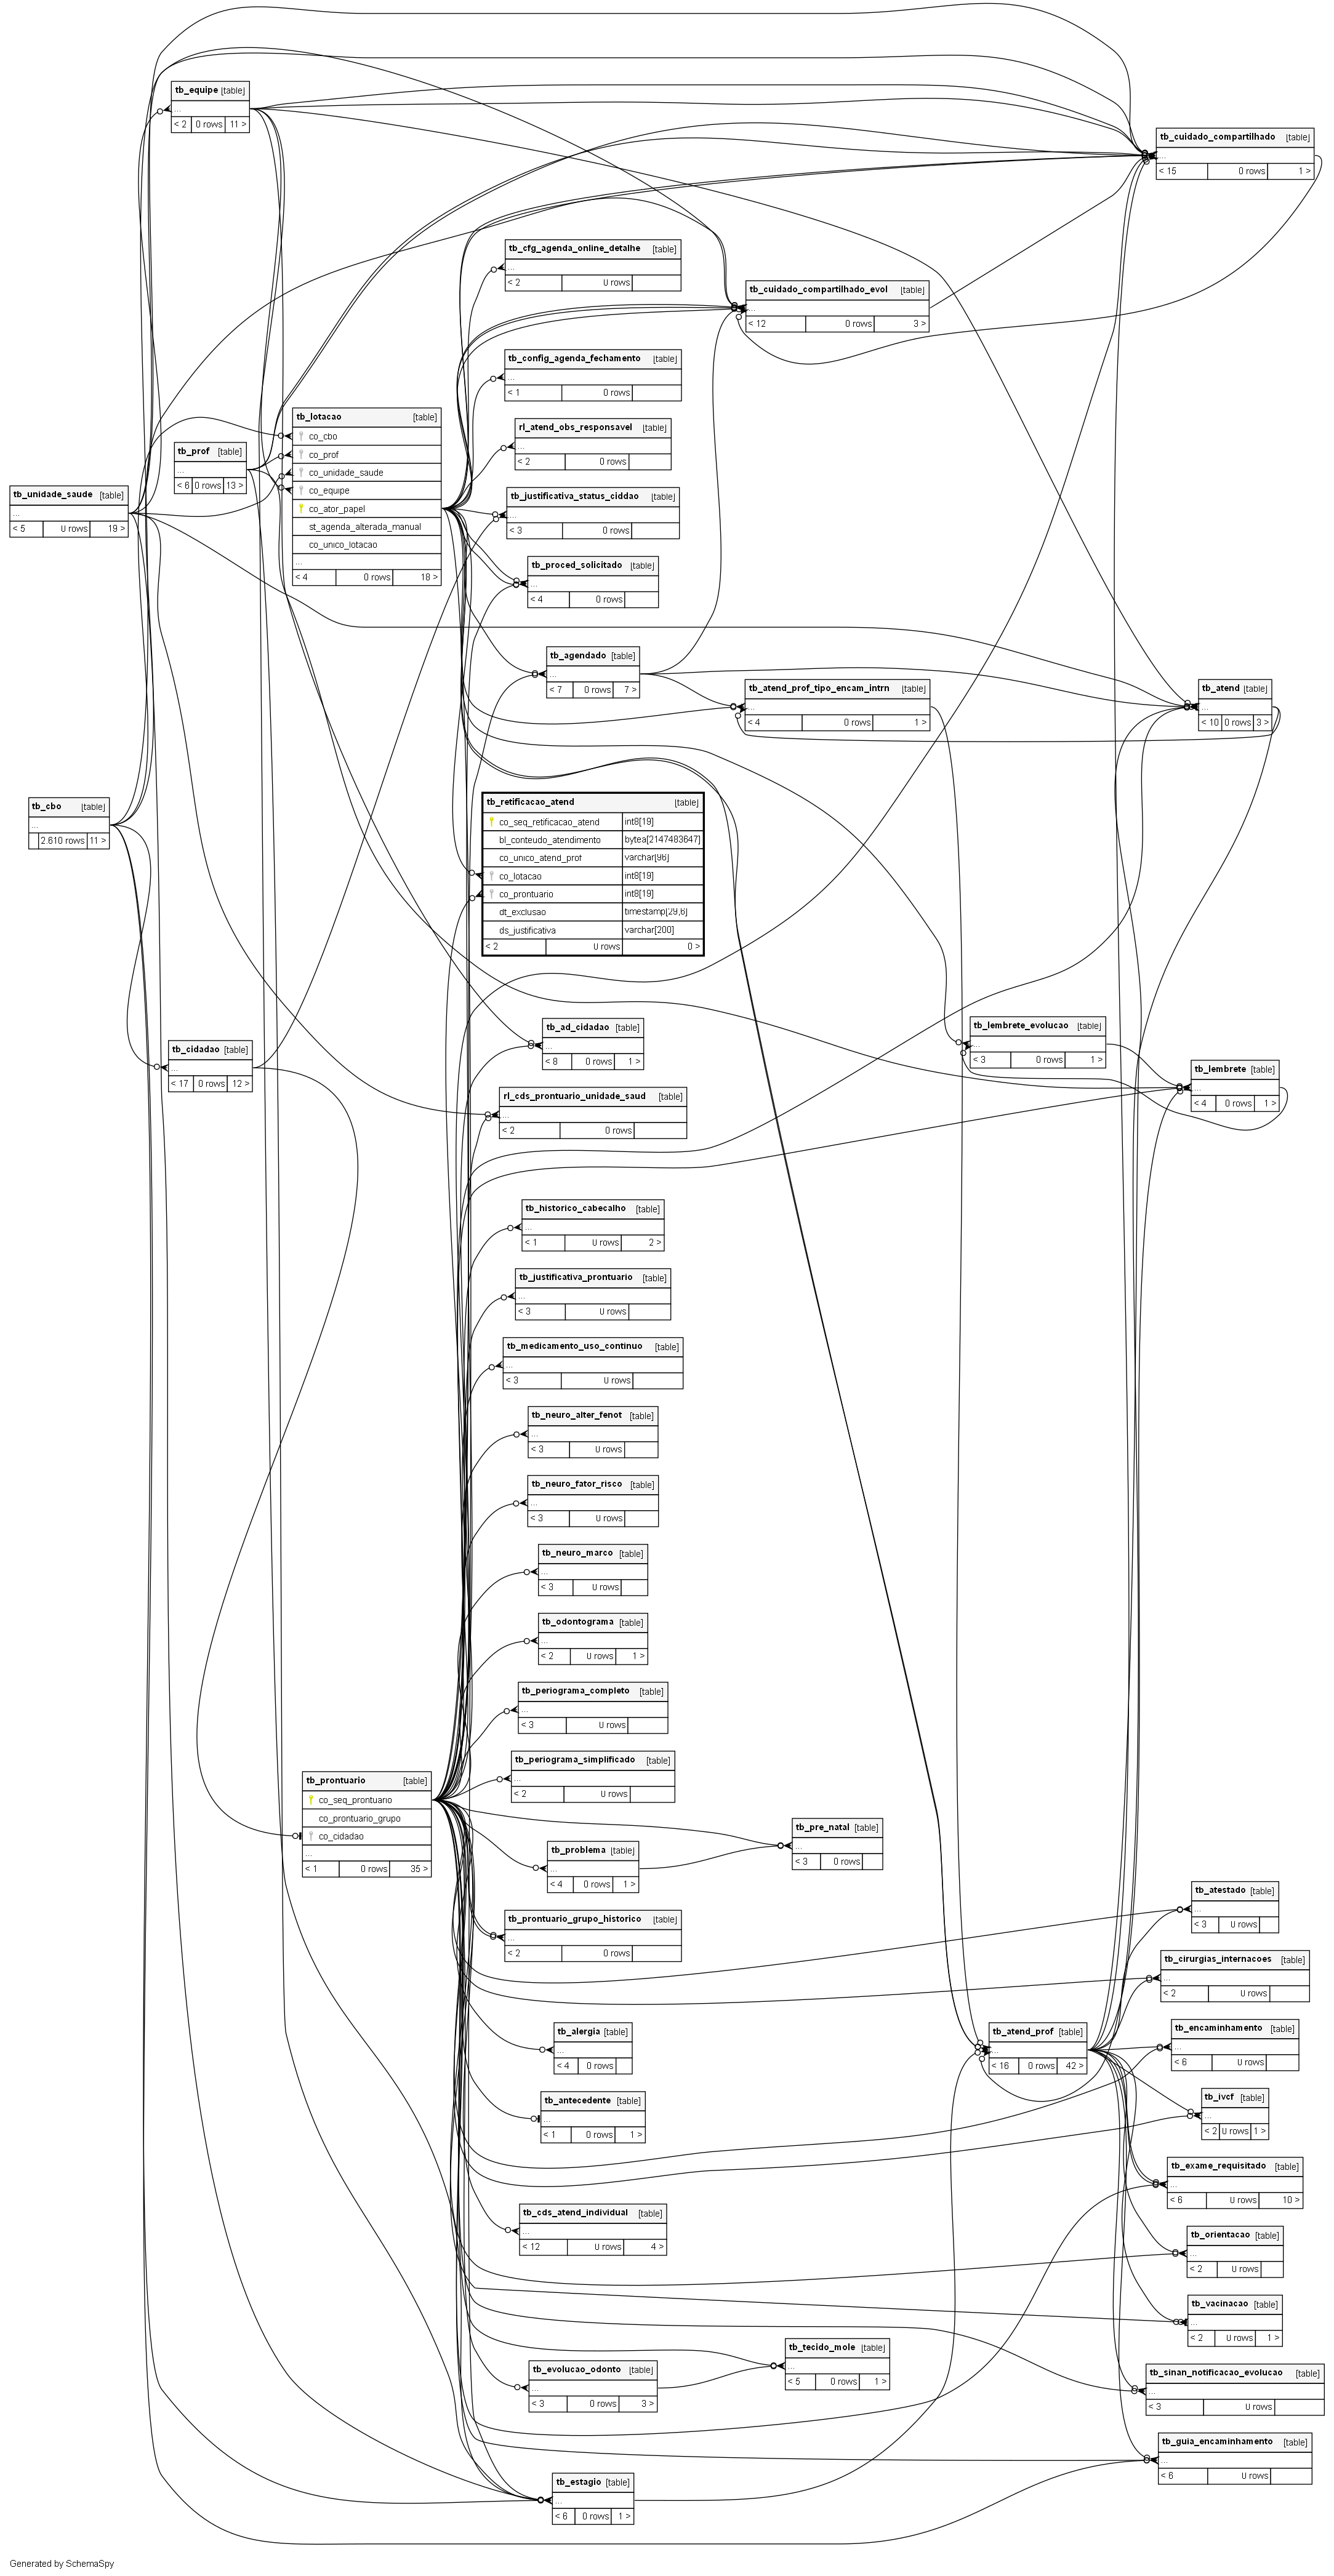 tb_equipe [table]
...
< 2 0 rows 11 >
tb_cuidado_compartilhado [table]
...
< 15 0 rows 1 >
tb_cfg_agenda_online_detalhe [table]
...
< 2 0 rows
tb_cuidado_compartilhado_evol [table]
...
< 12 0 rows 3 >
tb_config_agenda_fechamento [table]
...
< 1 0 rows
tb_lotacao [table]
co_cbo
co_prof
co_unidade_saude
co_equipe
co_ator_papel
st_agenda_alterada_manual
co_unico_lotacao
...
< 4 0 rows 18 >
rl_atend_obs_responsavel [table]
...
< 2 0 rows
tb_prof [table]
...
< 6 0 rows 13 >
tb_unidade_saude [table]
...
< 5 0 rows 19 >
tb_justificativa_status_ciddao [table]
...
< 3 0 rows
tb_proced_solicitado [table]
...
< 4 0 rows
tb_agendado [table]
...
< 7 0 rows 7 >
tb_atend_prof_tipo_encam_intrn [table]
...
< 4 0 rows 1 >
tb_atend [table]
...
< 10 0 rows 3 >
tb_cbo [table]
...
2.610 rows 11 >
tb_retificacao_atend [table]
co_seq_retificacao_atend int8[19]
bl_conteudo_atendimento bytea[2147483647]
co_unico_atend_prof varchar[96]
co_lotacao int8[19]
co_prontuario int8[19]
dt_exclusao timestamp[29,6]
ds_justificativa varchar[200]
< 2 0 rows 0 >
tb_ad_cidadao [table]
...
< 8 0 rows 1 >
tb_lembrete_evolucao [table]
...
< 3 0 rows 1 >
tb_cidadao [table]
...
< 17 0 rows 12 >
tb_lembrete [table]
...
< 4 0 rows 1 >
rl_cds_prontuario_unidade_saud [table]
...
< 2 0 rows
tb_historico_cabecalho [table]
...
< 1 0 rows 2 >
tb_justificativa_prontuario [table]
...
< 3 0 rows
tb_medicamento_uso_continuo [table]
...
< 3 0 rows
tb_neuro_alter_fenot [table]
...
< 3 0 rows
tb_neuro_fator_risco [table]
...
< 3 0 rows
tb_neuro_marco [table]
...
< 3 0 rows
tb_odontograma [table]
...
< 2 0 rows 1 >
tb_periograma_completo [table]
...
< 3 0 rows
tb_periograma_simplificado [table]
...
< 2 0 rows
tb_prontuario [table]
co_seq_prontuario
co_prontuario_grupo
co_cidadao
...
< 1 0 rows 35 >
tb_pre_natal [table]
...
< 3 0 rows
tb_problema [table]
...
< 4 0 rows 1 >
tb_atestado [table]
...
< 3 0 rows
tb_prontuario_grupo_historico [table]
...
< 2 0 rows
tb_cirurgias_internacoes [table]
...
< 2 0 rows
tb_alergia [table]
...
< 4 0 rows
tb_atend_prof [table]
...
< 16 0 rows 42 >
tb_encaminhamento [table]
...
< 6 0 rows
tb_antecedente [table]
...
< 1 0 rows 1 >
tb_ivcf [table]
...
< 2 0 rows 1 >
tb_exame_requisitado [table]
...
< 6 0 rows 10 >
tb_cds_atend_individual [table]
...
< 12 0 rows 4 >
tb_orientacao [table]
...
< 2 0 rows
tb_vacinacao [table]
...
< 2 0 rows 1 >
tb_tecido_mole [table]
...
< 5 0 rows 1 >
tb_evolucao_odonto [table]
...
< 3 0 rows 3 >
tb_sinan_notificacao_evolucao [table]
...
< 3 0 rows
tb_guia_encaminhamento [table]
...
< 6 0 rows
tb_estagio [table]
...
< 6 0 rows 1 >
Generated by SchemaSpy